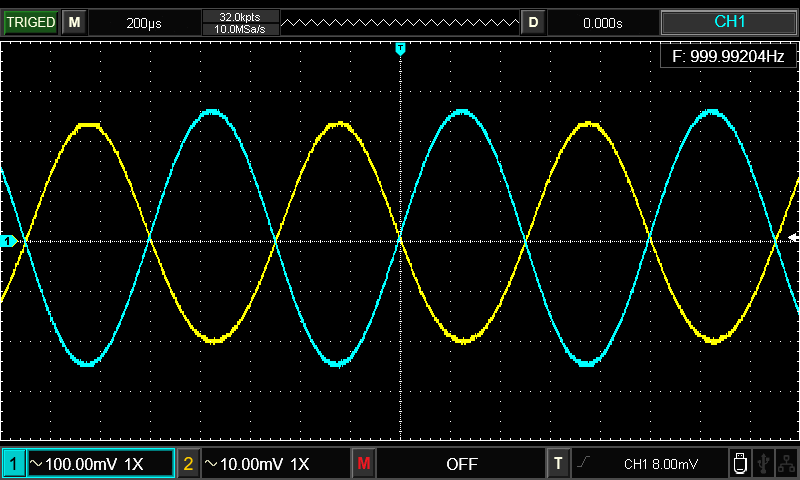 TRIGED M 200µs 32.0kpts D 0.000s CH1
10.0MSa/s
T
F: 999.99204Hz
1
1 ~100.00mV 1X 2 ~10.00mV 1X M OFF T CH1 8.00mV